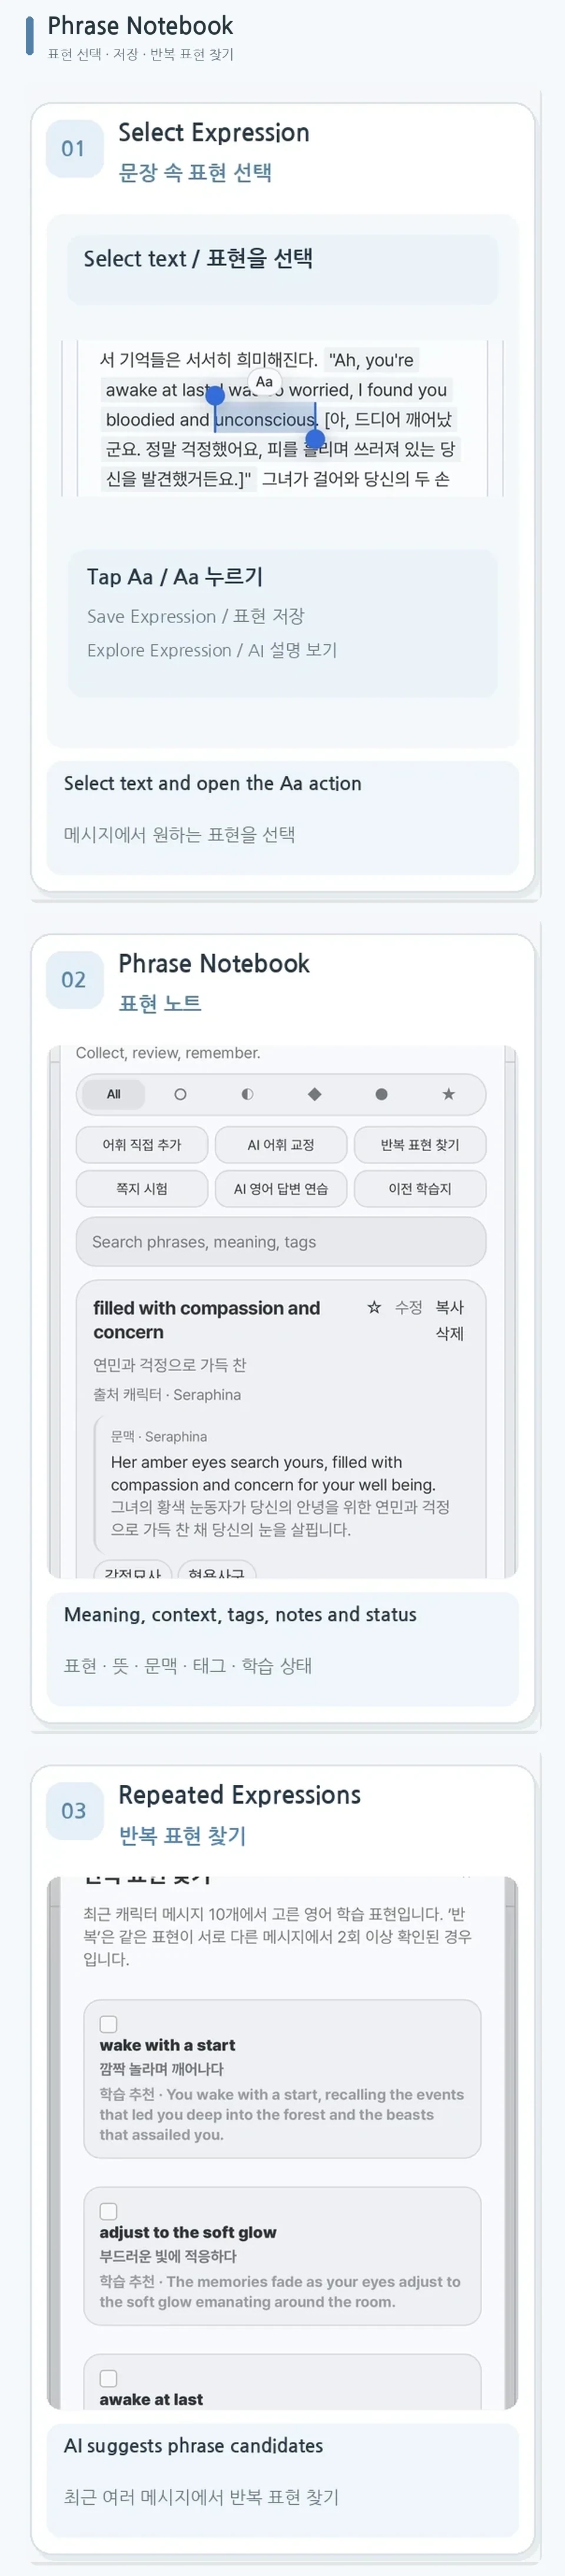 Phrase Notebook
표현 선택 · 저장 · 반복 표현 찾기
01
Select Expression
문장 속 표현 선택
Select text / 표현을 선택
서 기억들은 서서히 희미해진다. "Ah, you're
Aa
awake at last, I was worried, I found you
bloodied and unconscious. [아, 드디어 깨어났
군요. 정말 걱정했어요, 피를 흘리며 쓰러져 있는 당
신을 발견했거든요.]" 그녀가 걸어와 당신의 두 손
Tap Aa / Aa 누르기
Save Expression / 표현 저장
Explore Expression / AI 설명 보기
Select text and open the Aa action
메시지에서 원하는 표현을 선택
02
Phrase Notebook
표현 노트
Collect, review, remember.
All
어휘 직접 추가 AI 어휘 교정 반복 표현 찾기
쪽지 시험 AI 영어 답변 연습 이전 학습지
Search phrases, meaning, tags
filled with compassion and ☆ 수정 복사
concern 삭제
연민과 걱정으로 가득 찬
출처 캐릭터 · Seraphina
문맥 · Seraphina
Her amber eyes search yours, filled with
compassion and concern for your well being.
그녀의 황색 눈동자가 당신의 안녕을 위한 연민과 걱정
으로 가득 찬 채 당신의 눈을 살핍니다.
감정묘사 형용사구
Meaning, context, tags, notes and status
표현 · 뜻 · 문맥 · 태그 · 학습 상태
03
Repeated Expressions
반복 표현 찾기
반복 표현 찾기
최근 캐릭터 메시지 10개에서 고른 영어 학습 표현입니다. '반
복'은 같은 표현이 서로 다른 메시지에서 2회 이상 확인된 경우
입니다.
wake with a start
깜짝 놀라며 깨어나다
학습 추천 · You wake with a start, recalling the events
that led you deep into the forest and the beasts
that assailed you.
adjust to the soft glow
부드러운 빛에 적응하다
학습 추천 · The memories fade as your eyes adjust to
the soft glow emanating around the room.
awake at last
AI suggests phrase candidates
최근 여러 메시지에서 반복 표현 찾기